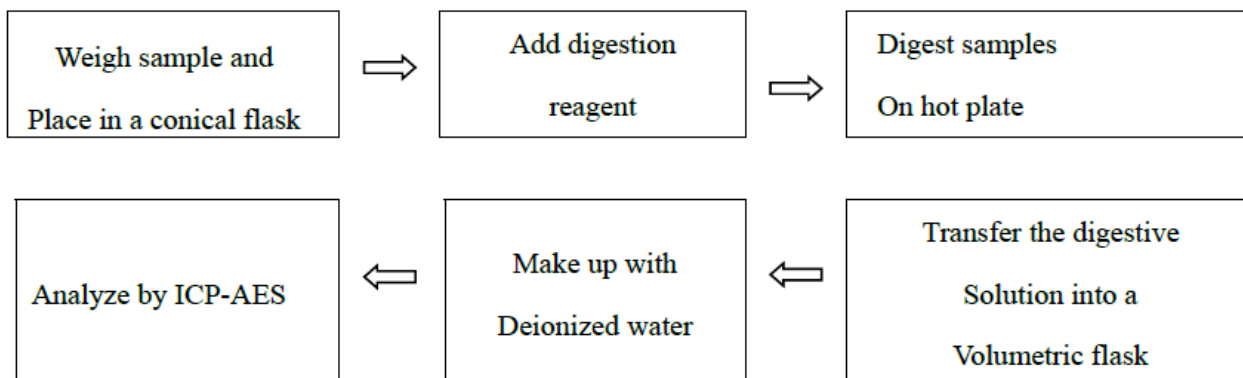 Weigh sample and
Place in a conical flask
Add digestion
reagent
Digest samples
On hot plate
Transfer the digestive
Solution into a
Volumetric flask
Make up with
Deionized water
Analyze by ICP-AES